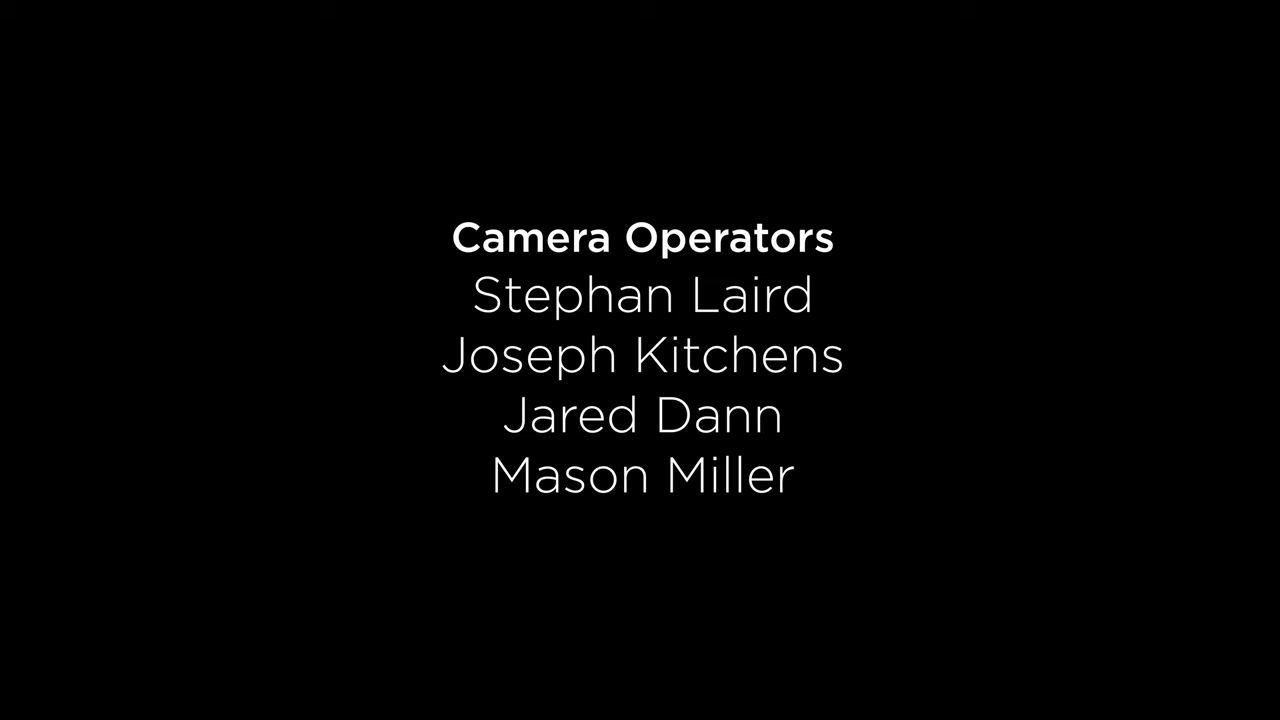 Camera Operators
Stephan Laird
Joseph Kitchens
Jared Dann
Mason Miller